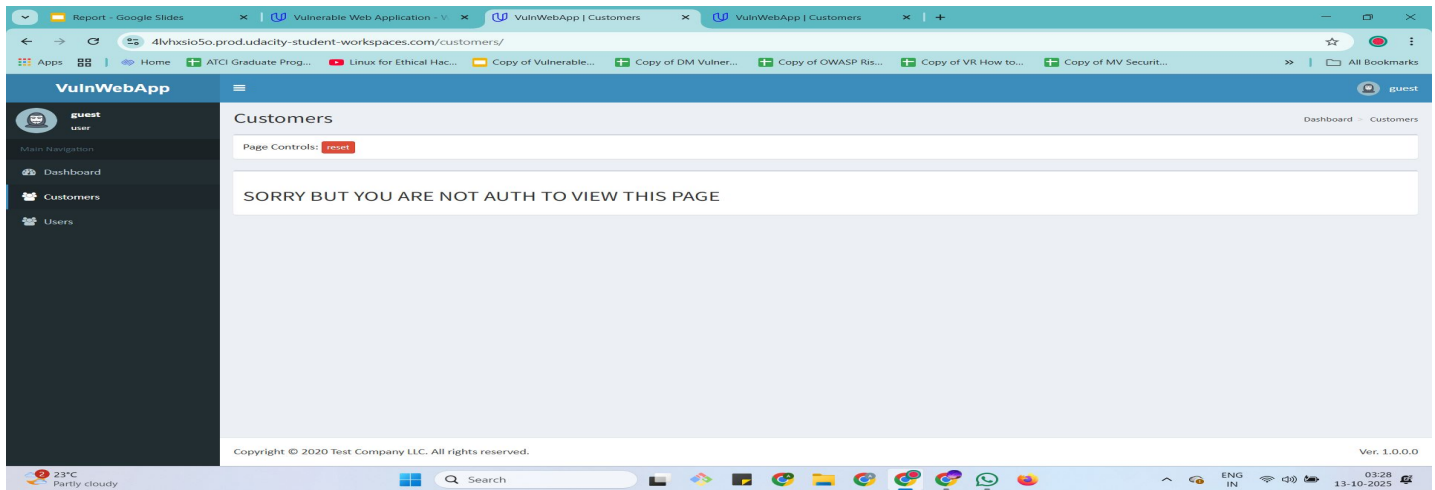 Report - Google Slides
Vulnerable Web Application - V
VulnWebApp | Customers
VulnWebApp | Customers
4lvhxsio5o.prod.udacity-student-workspaces.com/customers/
Apps
Home
ATCI Graduate Prog...
Linux for Ethical Hac...
Copy of Vulnerable...
Copy of DM Vulner...
Copy of OWASP Ris...
Copy of VR How to...
Copy of MV Securit...
»
All Bookmarks
VulnWebApp
guest
guest
user
Customers
Dashboard > Customers
Main Navigation
Page Controls: reset
Dashboard
Customers
Users
SORRY BUT YOU ARE NOT AUTH TO VIEW THIS PAGE
Copyright © 2020 Test Company LLC. All rights reserved.
Ver. 1.0.0.0
2
23°C
Partly cloudy
Search
ENG
IN
03:28
13-10-2025